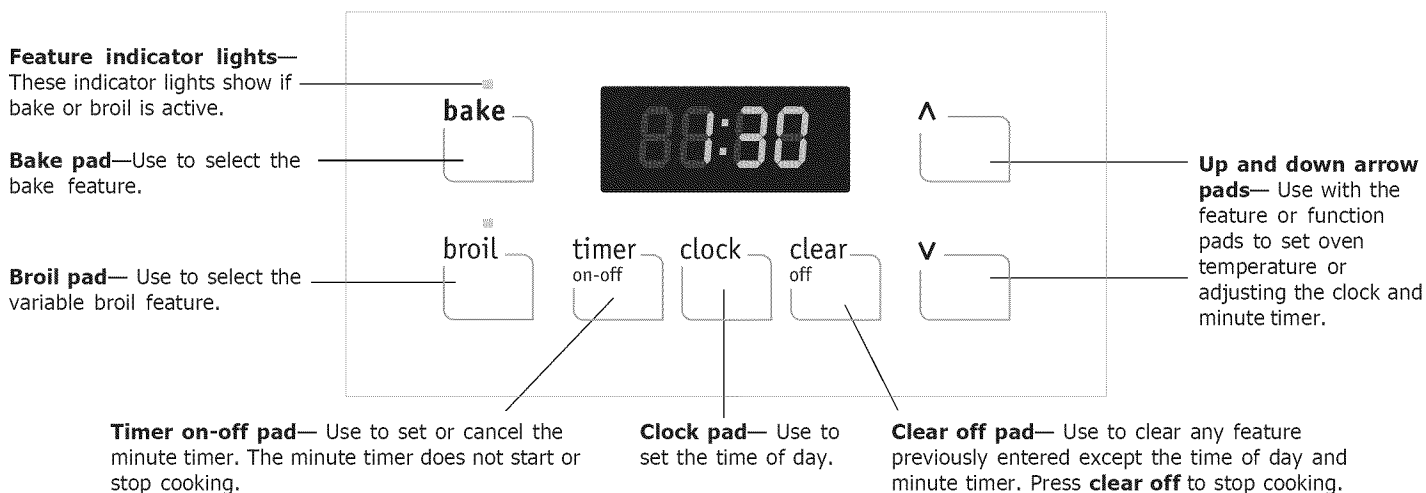 Feature indicator lights—
These indicator lights show if
bake or broil is active.
Bake pad—Use to select the
bake feature.
Broil pad— Use to select the
variable broil feature.
bake
1:30
^
broil
timer
on-off
clock
clear
off
v
Up and down arrow
pads— Use with the
feature or function
pads to set oven
temperature or
adjusting the clock and
minute timer.
Timer on-off pad— Use to set or cancel the
minute timer. The minute timer does not start or
stop cooking.
Clock pad— Use to
set the time of day.
Clear off pad— Use to clear any feature
previously entered except the time of day and
minute timer. Press clear off to stop cooking.